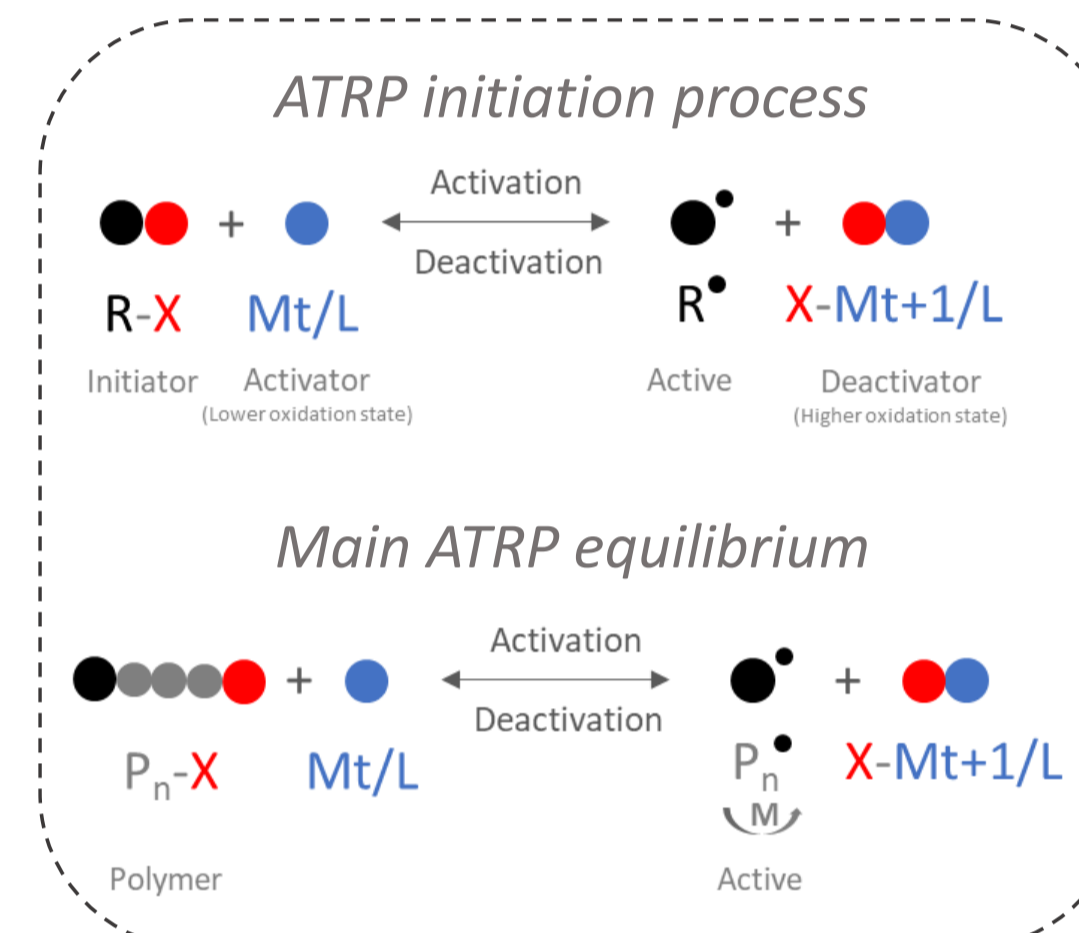 ATRP initiation process
Activation
Deactivation
R-X + Mt/L R• + X-Mt+1/L
Initiator Activator Active Deactivator
(Lower oxidation state) (Higher oxidation state)
Main ATRP equilibrium
Activation
Deactivation
Pn-X + Mt/L Pn• + X-Mt+1/L
M
Polymer Active